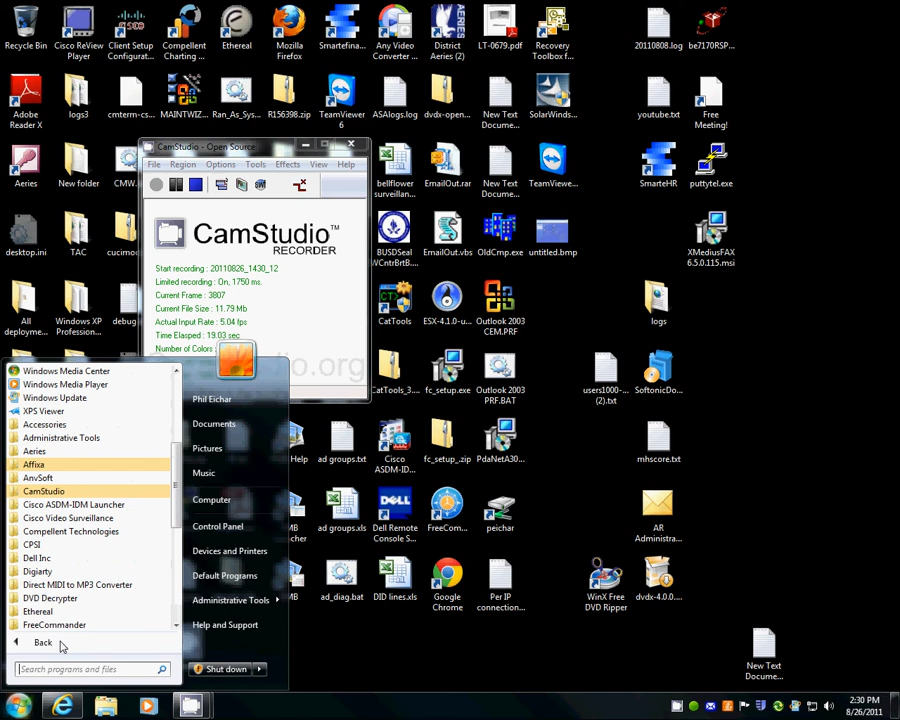 Recycle Bin
Cisco ReView Player
Client Setup Configurat...
Compellent Charting ...
Ethereal
Mozilla Firefox
Smartefina...
Any Video Converter ...
District Aeries (2)
LT-0679.pdf
Recovery Toolbox f...
20110808.log
be7170RSP...
Adobe Reader X
logs3
cmterm-cs...
MAINTWIZ...
Ran_As_Sys...
R156398.zip
TeamViewer 6
ASAlogs.log
dvdx-open...
New Text Docume...
SolarWinds...
youtube.txt
Free Meeting!
Aeries
New folder
CMW.
CamStudio - Open Source
File Region Options Tools Effects View Help
CamStudio™
RECORDER
Start recording : 20110826_1430_12
Limited recording : On, 1750 ms.
Current Frame : 3807
Current File Size : 11.79 Mb
Actual Input Rate : 5.04 fps
Time Elasped : 19.03 sec
Number of Colors :
bellflower surveillan...
EmailOut.rar
New Text Docume...
TeamViewe...
SmarteHR
puttytel.exe
desktop.ini
TAC
cucimod
BUSDSeal WCntrBrtB...
EmailOut.vbs
OldCmp.exe
untitled.bmp
XMediusFAX 6.5.0.115.msi
All deployme...
Windows XP Profession...
debug
CatTools
ESX-4.1.0-u...
Outlook 2003 CEM.PRF
logs
CatTools_3...
fc_setup.exe
Outlook 2003 PRF.BAT
users1000-... (2).txt
SoftonicDo...
Help
ad groups.txt
Cisco ASDM-ID...
fc_setup_.zip
PdaNetA30...
mhscore.txt
ad groups.xls
Dell Remote Console S...
FreeCom...
peichar
AR Administra...
ad_diag.bat
DID lines.xls
Google Chrome
Per IP connection...
WinX Free DVD Ripper
dvdx-4.0.0...
New Text Docume...
Windows Media Center
Windows Media Player
Windows Update
XPS Viewer
Accessories
Administrative Tools
Aeries
Affixa
AnvSoft
CamStudio
Cisco ASDM-IDM Launcher
Cisco Video Surveillance
Compellent Technologies
CPSI
Dell Inc
Digiarty
Direct MIDI to MP3 Converter
DVD Decrypter
Ethereal
FreeCommander
Back
Search programs and files
Phil Eichar
Documents
Pictures
Music
Computer
Control Panel
Devices and Printers
Default Programs
Administrative Tools
Help and Support
Shut down
2:30 PM
8/26/2011